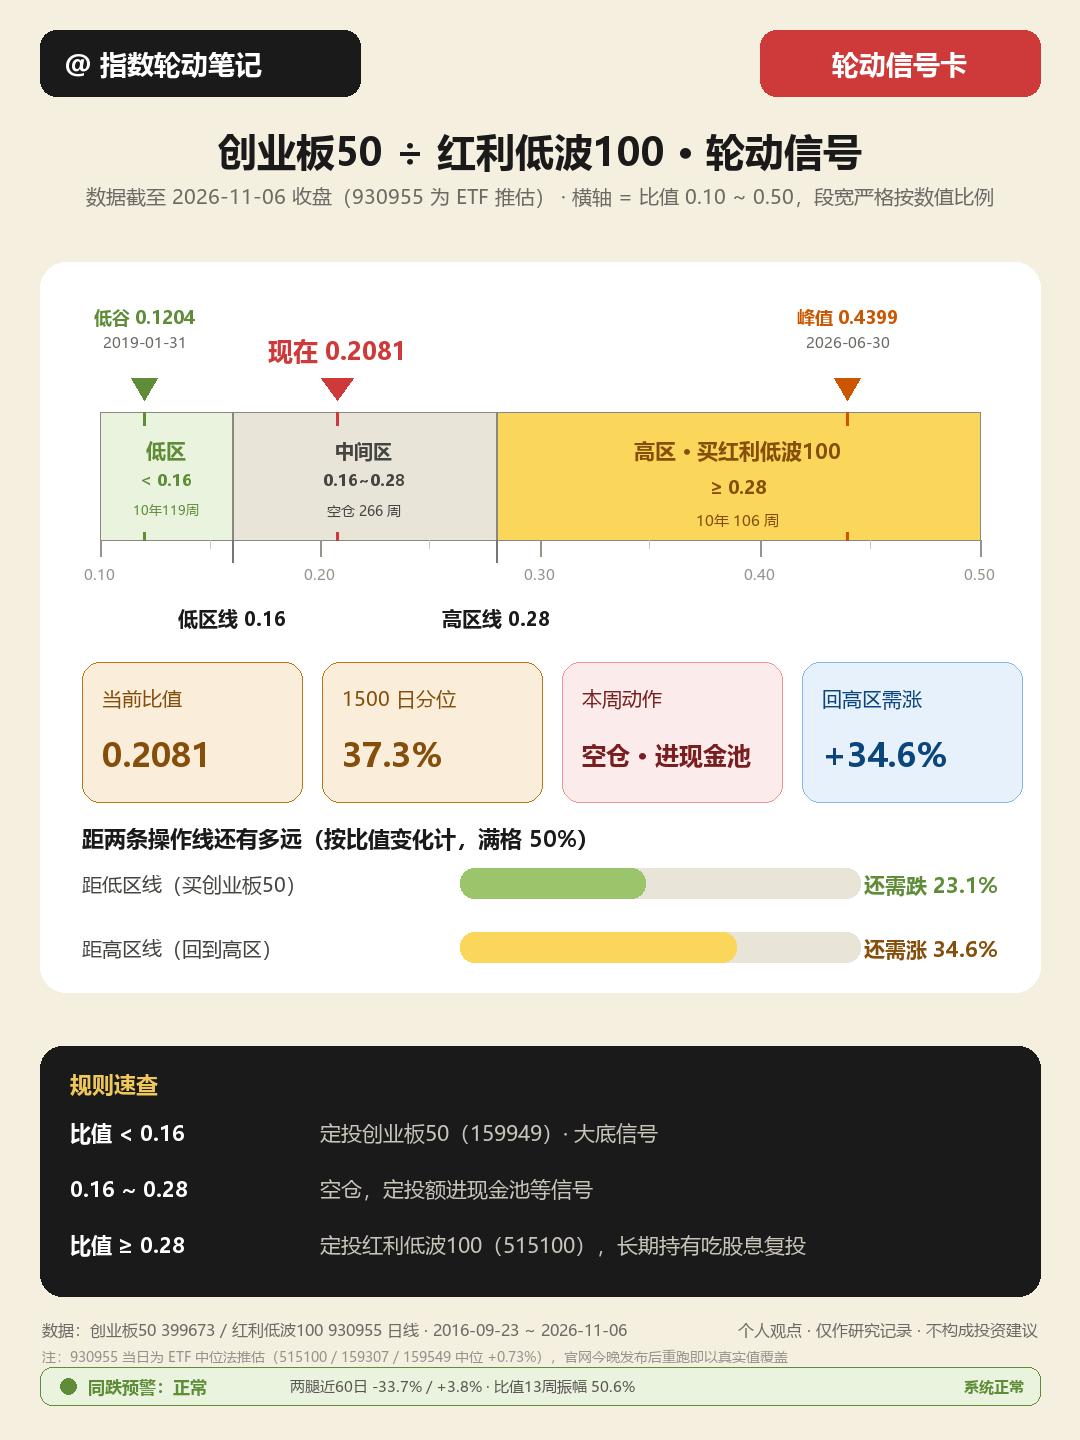 @ 指数轮动笔记
轮动信号卡
创业板50 ÷ 红利低波100 • 轮动信号
数据截至 2026-11-06 收盘（930955 为 ETF 推估） · 横轴 = 比值 0.10 ~ 0.50，段宽严格按数值比例
低谷 0.1204
2019-01-31
现在 0.2081
峰值 0.4399
2026-06-30
低区
< 0.16
10年119周
中间区
0.16~0.28
空仓 266 周
高区 • 买红利低波100
≥ 0.28
10年 106 周
0.10
0.20
0.30
0.40
0.50
低区线 0.16
高区线 0.28
当前比值
0.2081
1500 日分位
37.3%
本周动作
空仓 • 进现金池
回高区需涨
+34.6%
距两条操作线还有多远（按比值变化计，满格 50%）
距低区线（买创业板50）
还需跌 23.1%
距高区线（回到高区）
还需涨 34.6%
规则速查
比值 < 0.16
定投创业板50（159949）· 大底信号
0.16 ~ 0.28
空仓，定投额进现金池等信号
比值 ≥ 0.28
定投红利低波100（515100），长期持有吃股息复投
数据：创业板50 399673 / 红利低波100 930955 日线 · 2016-09-23 ~ 2026-11-06
个人观点 · 仅作研究记录 · 不构成投资建议
注：930955 当日为 ETF 中位法推估（515100 / 159307 / 159549 中位 +0.73%），官网今晚发布后重跑即以真实值覆盖
同跌预警：正常
两腿近60日 -33.7% / +3.8% · 比值13周振幅 50.6%
系统正常